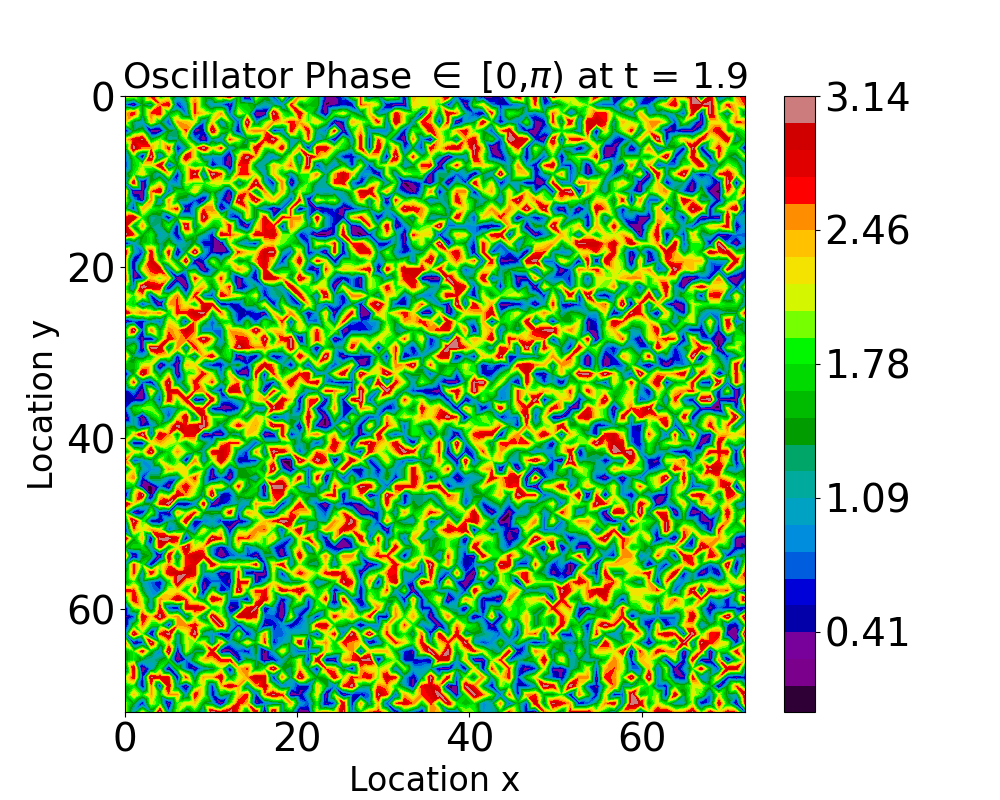 Oscillator Phase ∈ [0,π) at t = 1.9
0
20
40
60
Location y
0 20 40 60
Location x
3.14
2.46
1.78
1.09
0.41